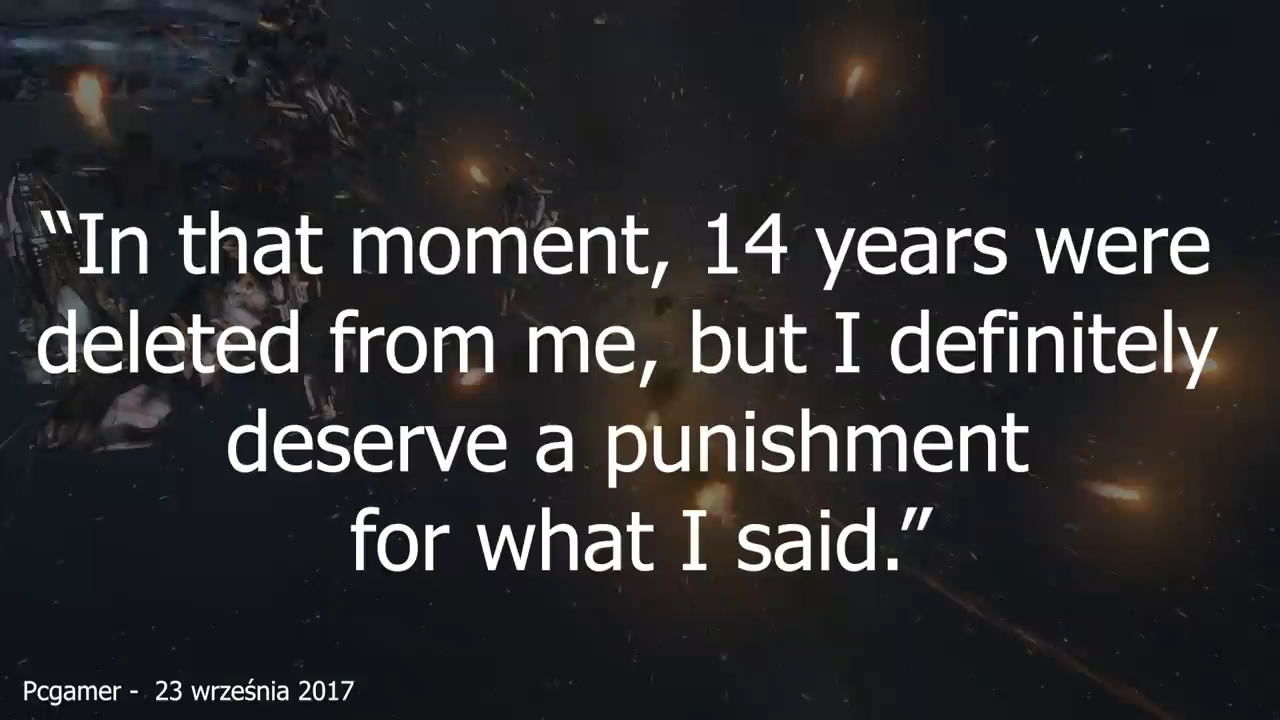 “In that moment, 14 years were
deleted from me, but I definitely
deserve a punishment
for what I said.”
Pcgamer - 23 września 2017